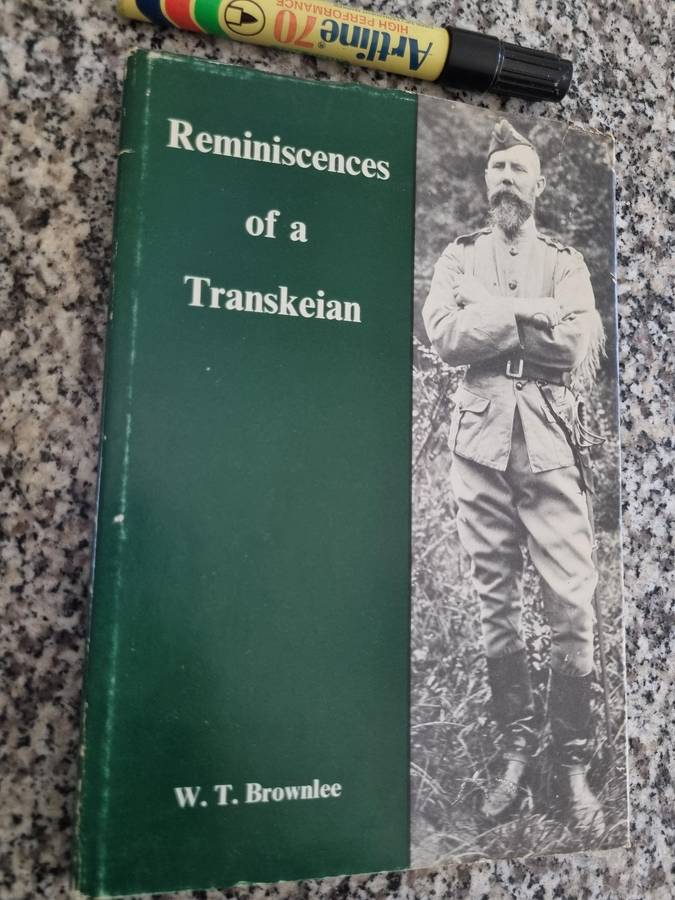 Artline 70
HIGH PERFORMANCE
Reminiscences
of a
Transkeian
W. T. Brownlee